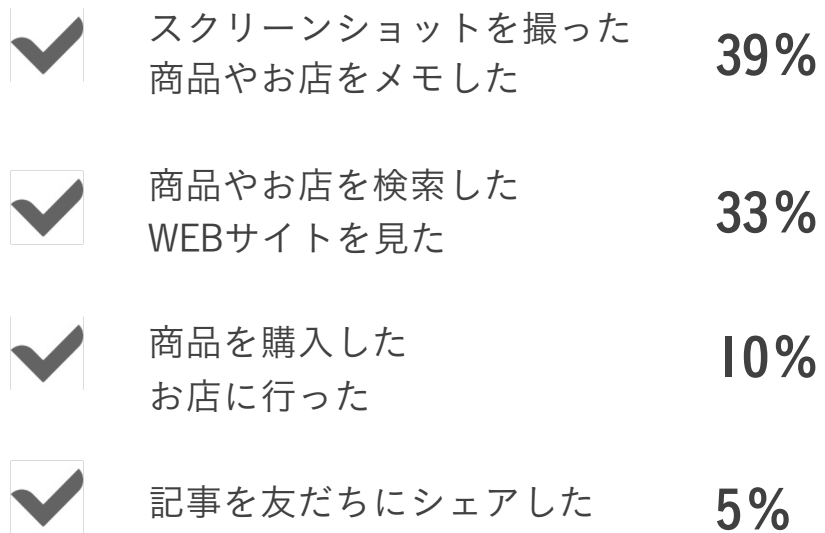 スクリーンショットを撮った
商品やお店をメモした
39%
商品やお店を検索した
WEBサイトを見た
33%
商品を購入した
お店に行った
10%
記事を友だちにシェアした
5%